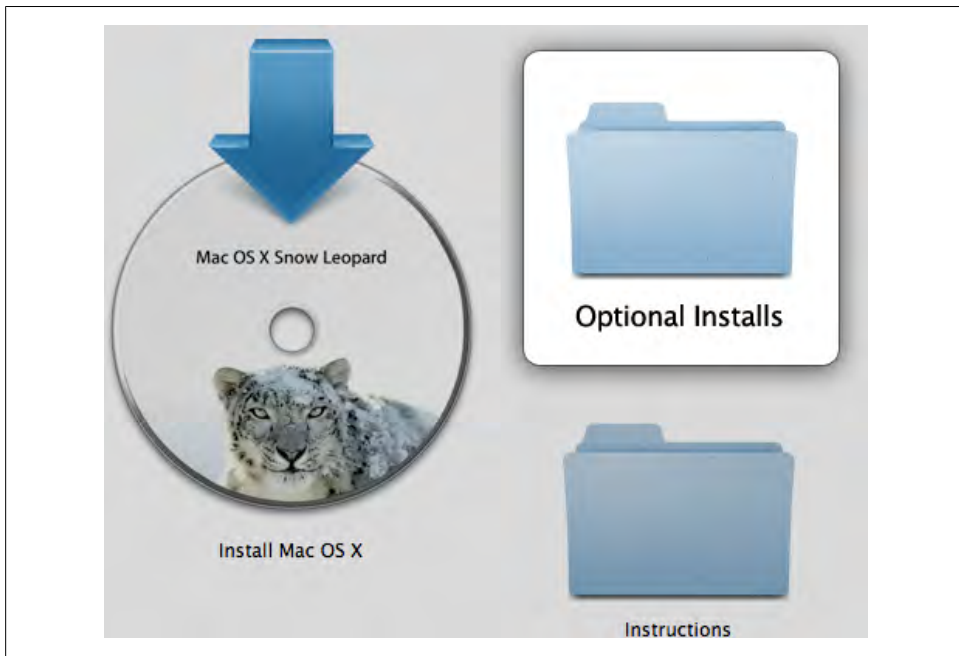 Mac OS X Snow Leopard
Install Mac OS X
Optional Installs
Instructions